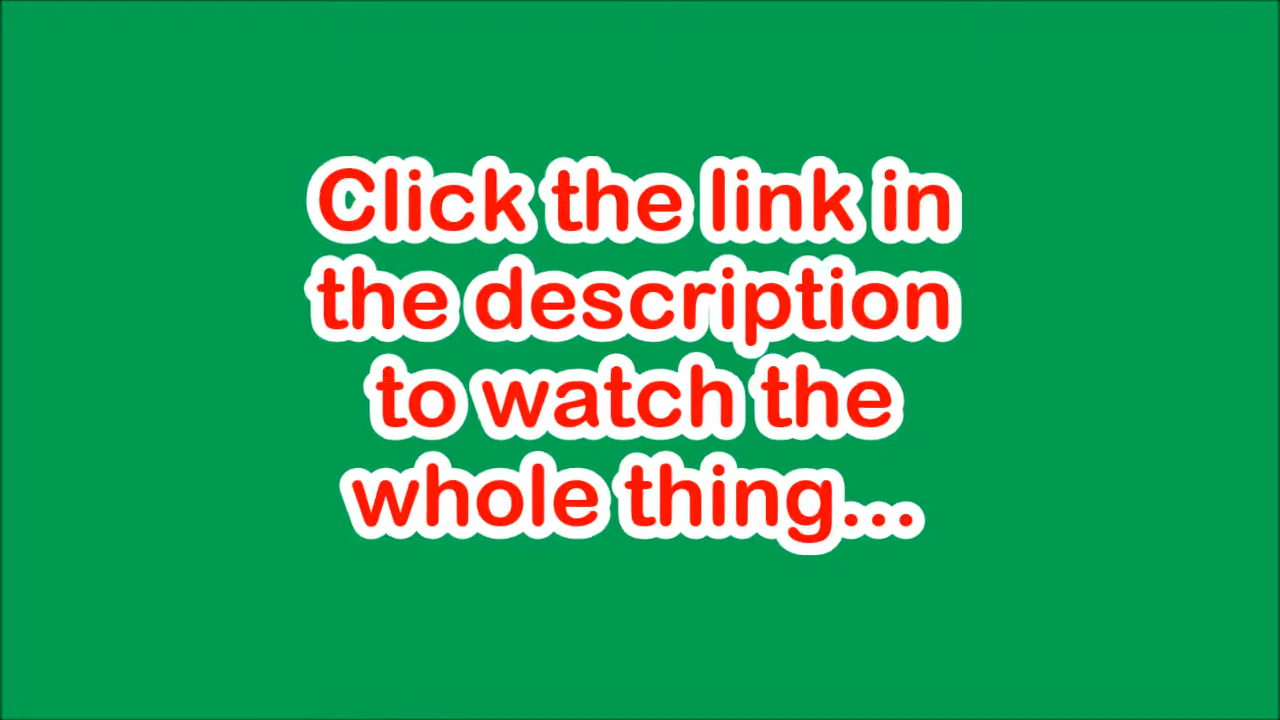 Click the link in
the description
to watch the
whole thing...